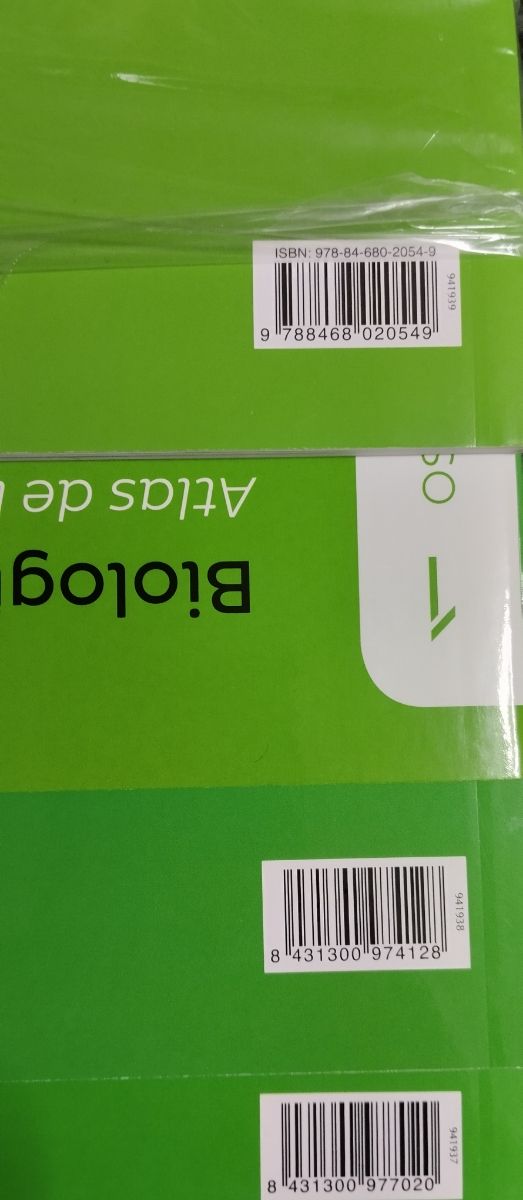 ISBN: 978-84-680-2054-9
9 788468 020549
941939
SO
1
Atlas de
Biolog
8 431300 974128
941938
8 431300 977020
941937